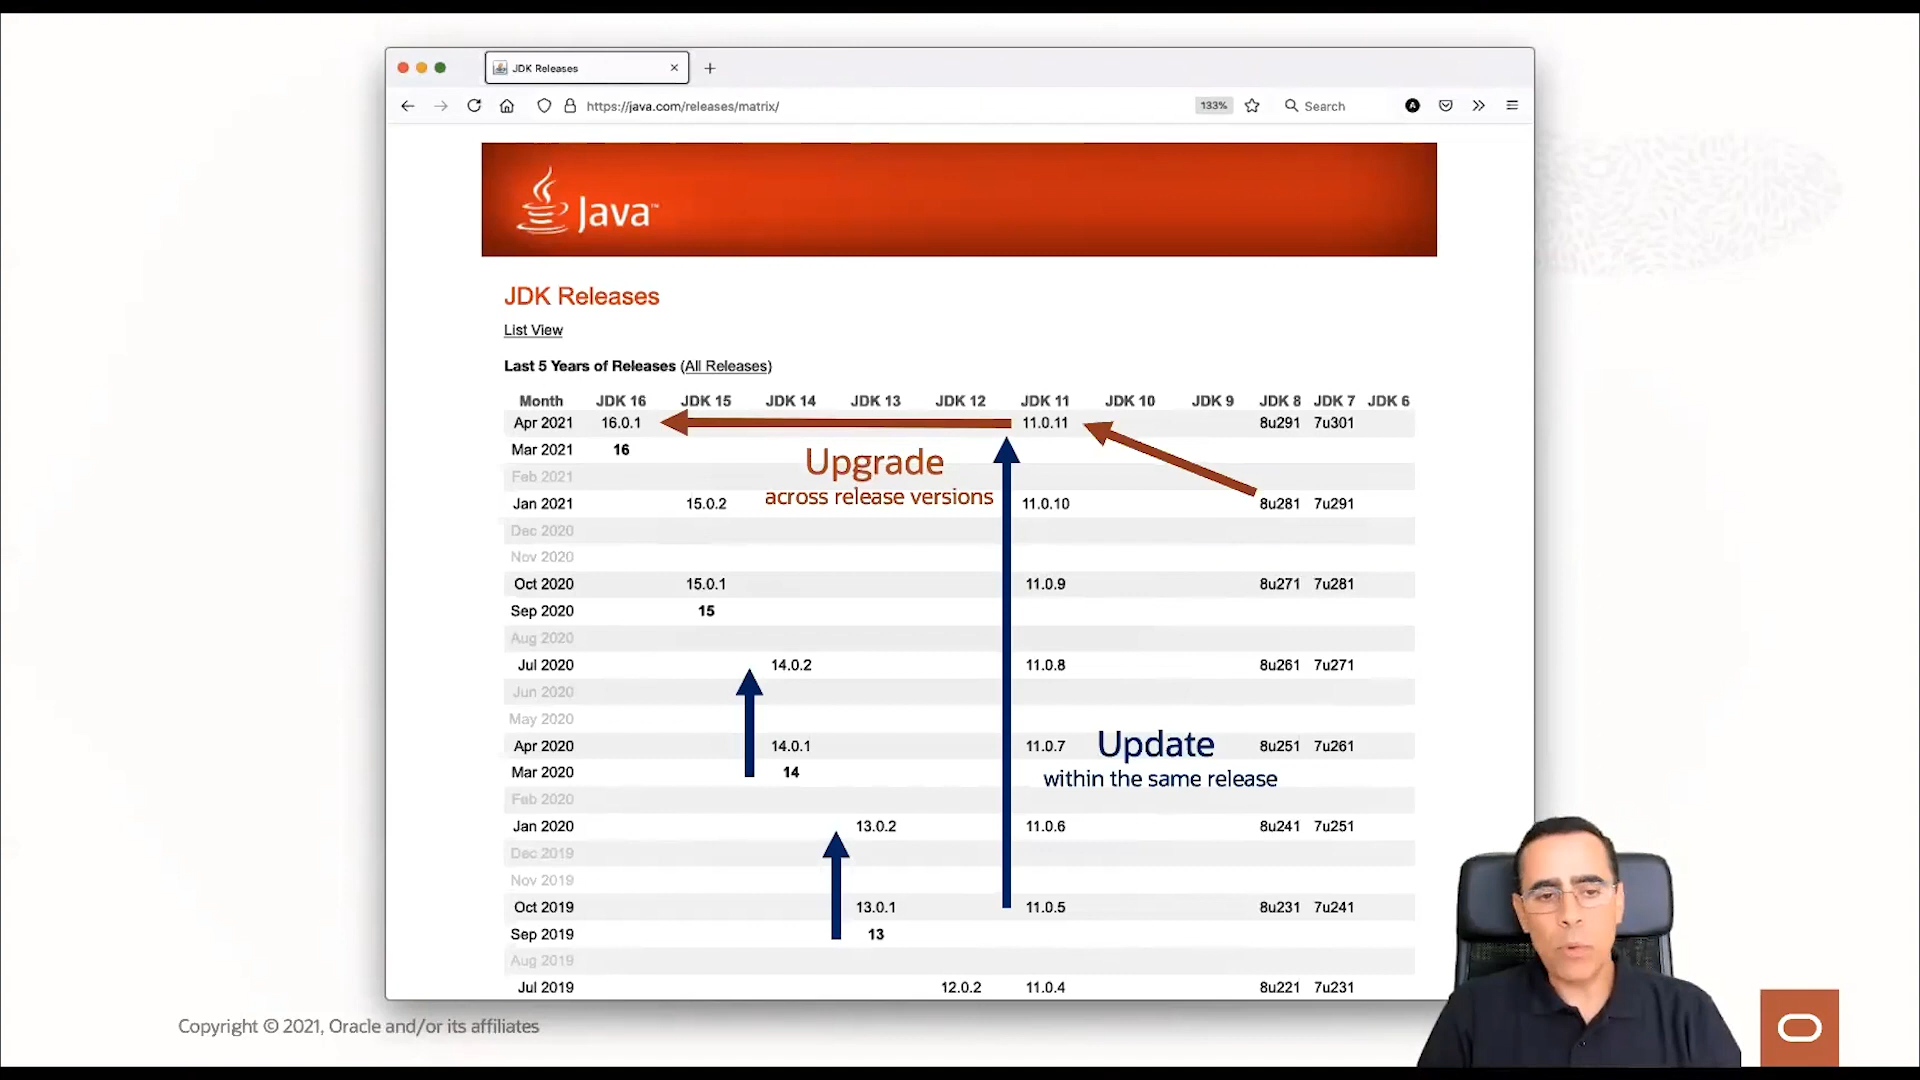 JDK Releases
https://java.com/releases/matrix/
133%
Search
A
Java™
JDK Releases
List View
Last 5 Years of Releases (All Releases)
Month JDK 16 JDK 15 JDK 14 JDK 13 JDK 12 JDK 11 JDK 10 JDK 9 JDK 8 JDK 7 JDK 6
Apr 2021 16.0.1 11.0.11 8u291 7u301
Mar 2021 16
Upgrade
Feb 2021
across release versions
Jan 2021 15.0.2 11.0.10 8u281 7u291
Dec 2020
Nov 2020
Oct 2020 15.0.1 11.0.9 8u271 7u281
Sep 2020 15
Aug 2020
Jul 2020 14.0.2 11.0.8 8u261 7u271
Jun 2020
May 2020
Apr 2020 14.0.1 11.0.7 8u251 7u261
Update
Mar 2020 14
within the same release
Feb 2020
Jan 2020 13.0.2 11.0.6 8u241 7u251
Dec 2019
Nov 2019
Oct 2019 13.0.1 11.0.5 8u231 7u241
Sep 2019 13
Aug 2019
Jul 2019 12.0.2 11.0.4 8u221 7u231
Copyright © 2021, Oracle and/or its affiliates